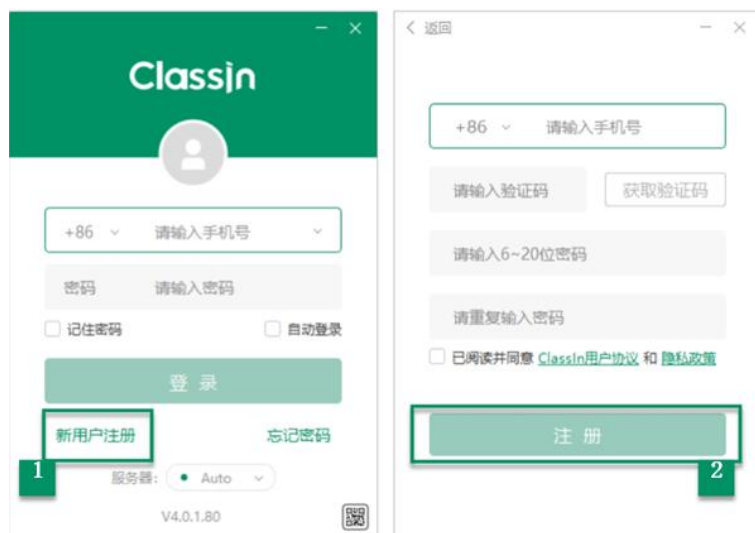 ClassIn
+86 请输入手机号
密码 请输入密码
记住密码 自动登录
登 录
新用户注册 忘记密码
1
服务器: Auto
V4.0.1.80
返回
+86 请输入手机号
请输入验证码 获取验证码
请输入6~20位密码
请重复输入密码
已阅读并同意 ClassIn用户协议 和 隐私政策
注 册
2